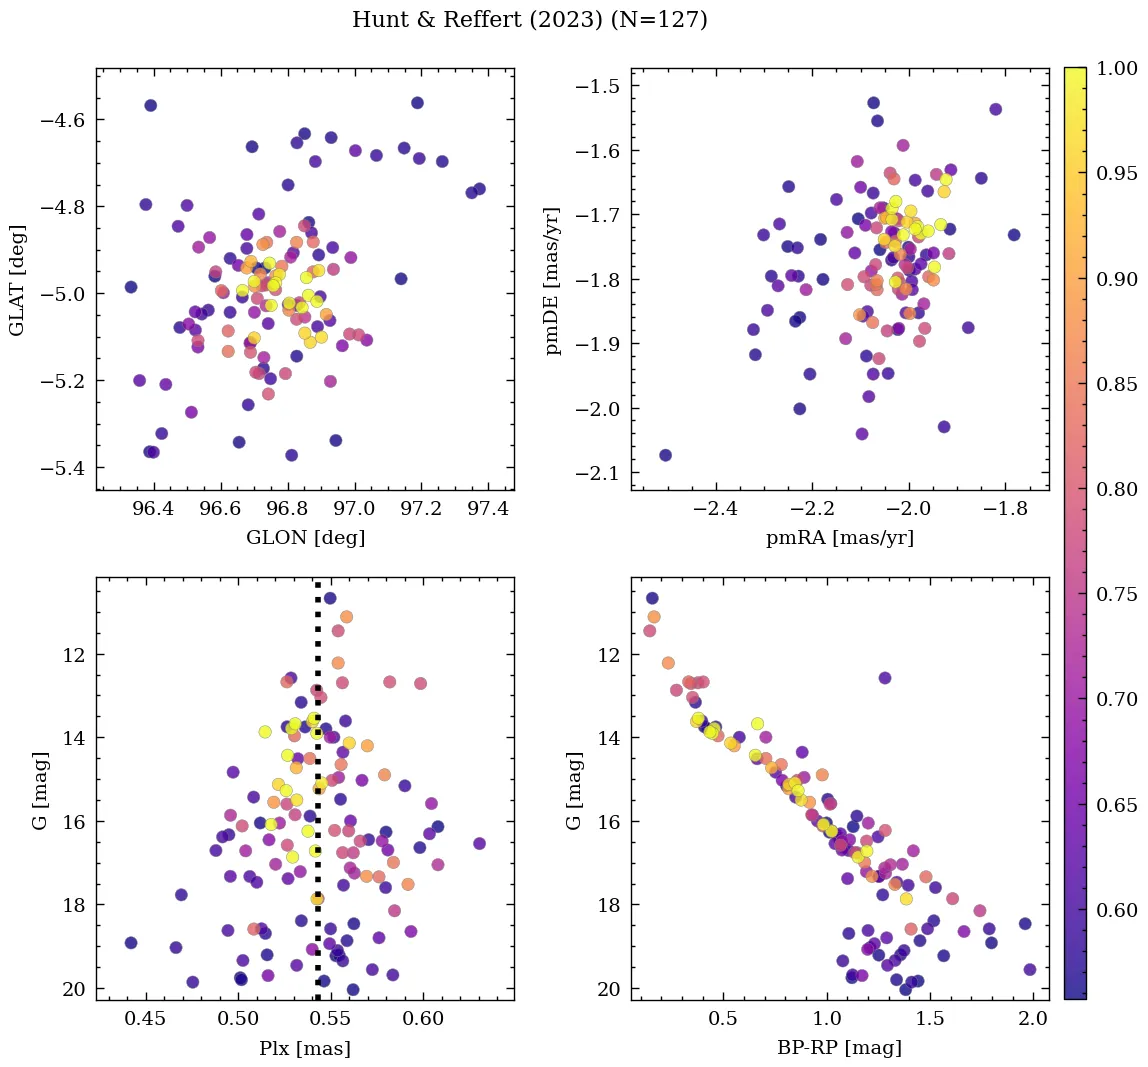 Hunt & Reffert (2023) (N=127)
−4.6
−4.8
−5.0
−5.2
−5.4
GLAT [deg]
96.4 96.6 96.8 97.0 97.2 97.4
GLON [deg]
−1.5
−1.6
−1.7
−1.8
−1.9
−2.0
−2.1
pmDE [mas/yr]
−2.4 −2.2 −2.0 −1.8
pmRA [mas/yr]
12
14
16
18
20
G [mag]
0.45 0.50 0.55 0.60
Plx [mas]
12
14
16
18
20
G [mag]
0.5 1.0 1.5 2.0
BP-RP [mag]
1.00
0.95
0.90
0.85
0.80
0.75
0.70
0.65
0.60